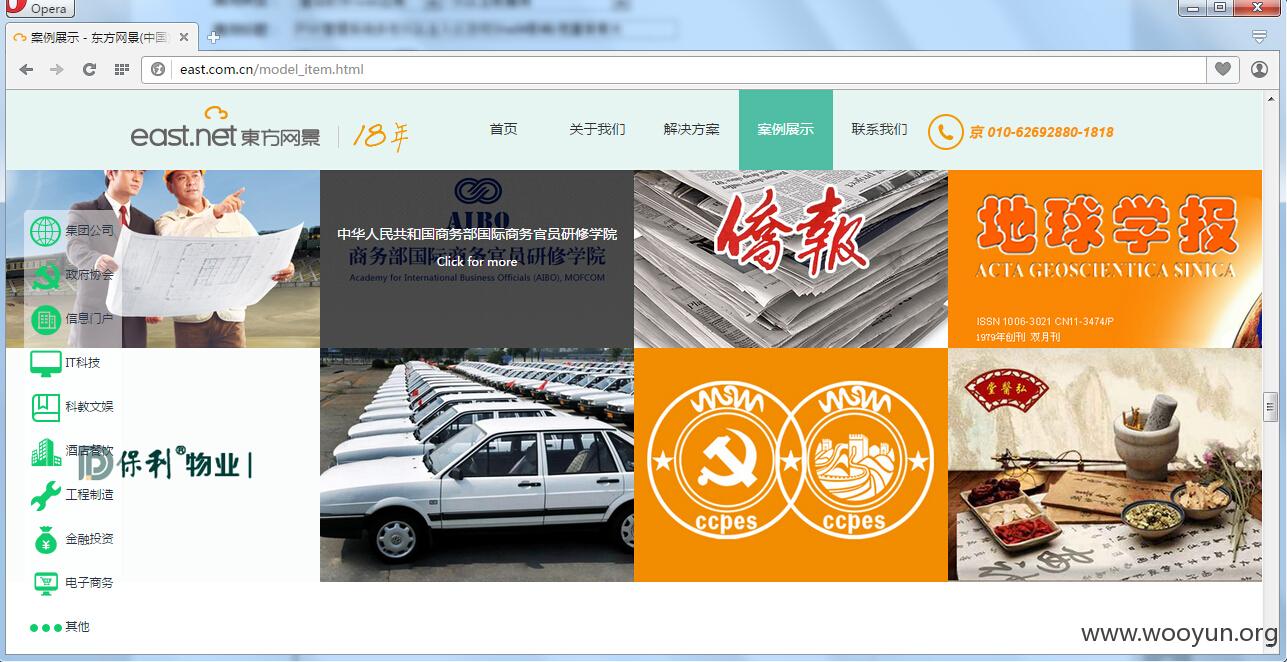 Opera
案例展示 - 东方网景(中国)
east.com.cn/model_item.html
east.net 東方网景
18年
首页
关于我们
解决方案
案例展示
联系我们
京 010-62692880-1818
集团公司
政府协会
信息门户
IT科技
科教文娱
酒店餐饮
工程制造
金融投资
电子商务
其他
AIBO
中华人民共和国商务部国际商务官员研修学院
商务部国际商务官员研修学院
Click for more
Academy for International Business Officials (AIBO), MOFCOM
僑報
地球学报
ACTA GEOSCIENTICA SINICA
ISSN 1006-3021 CN11-3474/P
1979年创刊 双月刊
保利®物业
MSM
MSM
ccpes
ccpes
弘醫堂
www.wooyun.org